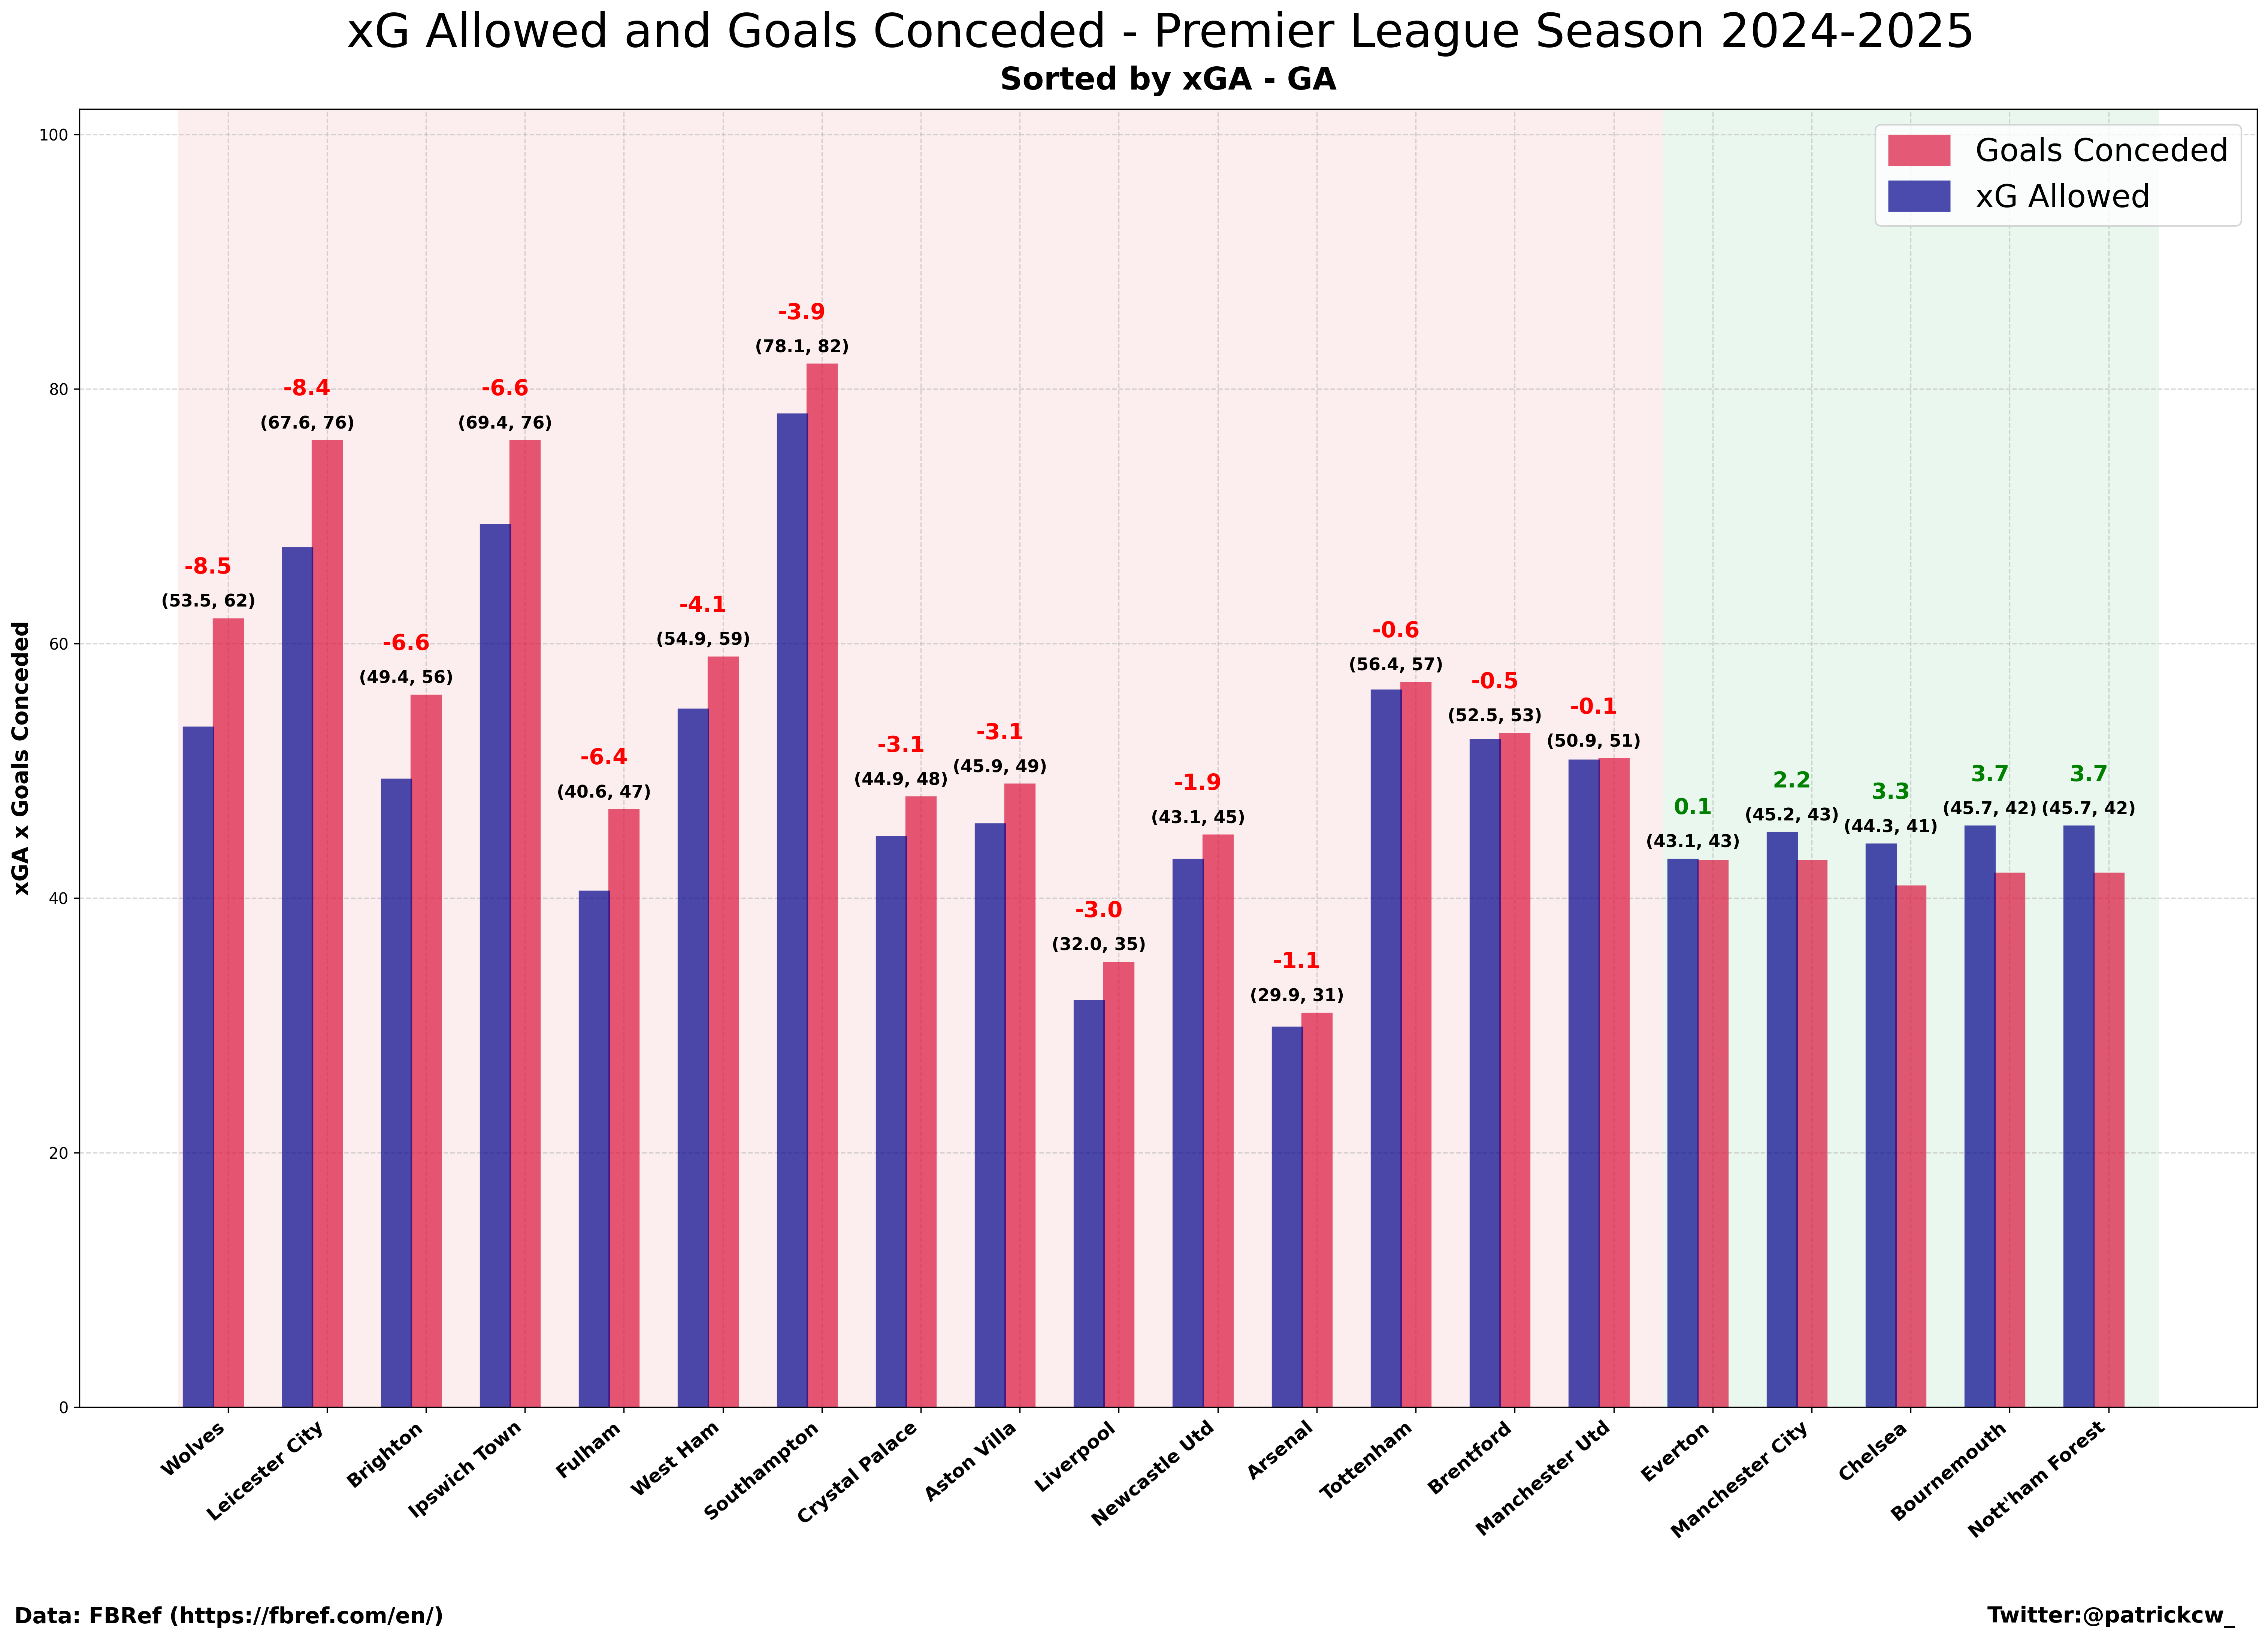 xG Allowed and Goals Conceded - Premier League Season 2024-2025
Sorted by xGA - GA
Goals Conceded
xG Allowed
xGA x Goals Conceded
100
80
60
40
20
0
-8.5
(53.5, 62)
-8.4
(67.6, 76)
-6.6
(49.4, 56)
-6.6
(69.4, 76)
-6.4
(40.6, 47)
-4.1
(54.9, 59)
-3.9
(78.1, 82)
-3.1
(44.9, 48)
-3.1
(45.9, 49)
-3.0
(32.0, 35)
-1.9
(43.1, 45)
-1.1
(29.9, 31)
-0.6
(56.4, 57)
-0.5
(52.5, 53)
-0.1
(50.9, 51)
0.1
(43.1, 43)
2.2
(45.2, 43)
3.3
(44.3, 41)
3.7
(45.7, 42)
3.7
(45.7, 42)
Wolves
Leicester City
Brighton
Ipswich Town
Fulham
West Ham
Southampton
Crystal Palace
Aston Villa
Liverpool
Newcastle Utd
Arsenal
Tottenham
Brentford
Manchester Utd
Everton
Manchester City
Chelsea
Bournemouth
Nott'ham Forest
Data: FBRef (https://fbref.com/en/)
Twitter:@patrickcw_